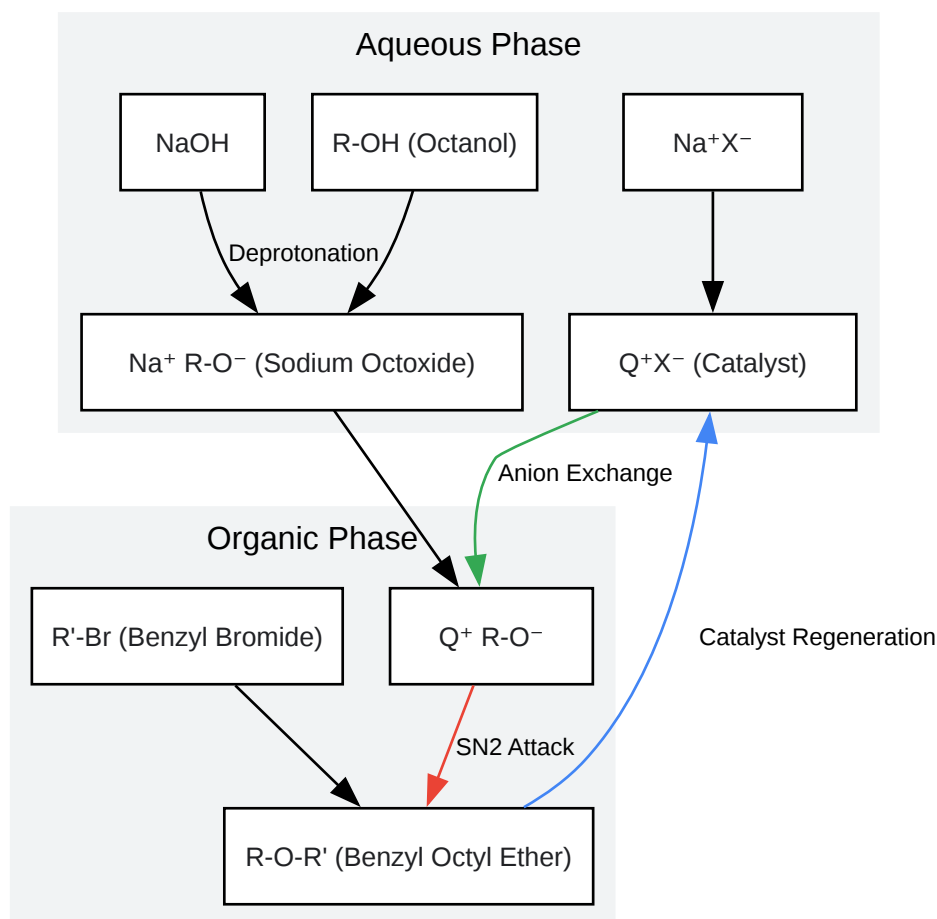 Aqueous Phase
NaOH
R-OH (Octanol)
Na⁺X⁻
Deprotonation
Na⁺ R-O⁻ (Sodium Octoxide)
Q⁺X⁻ (Catalyst)
Anion Exchange
Organic Phase
R'-Br (Benzyl Bromide)
Q⁺ R-O⁻
Catalyst Regeneration
SN2 Attack
R-O-R' (Benzyl Octyl Ether)